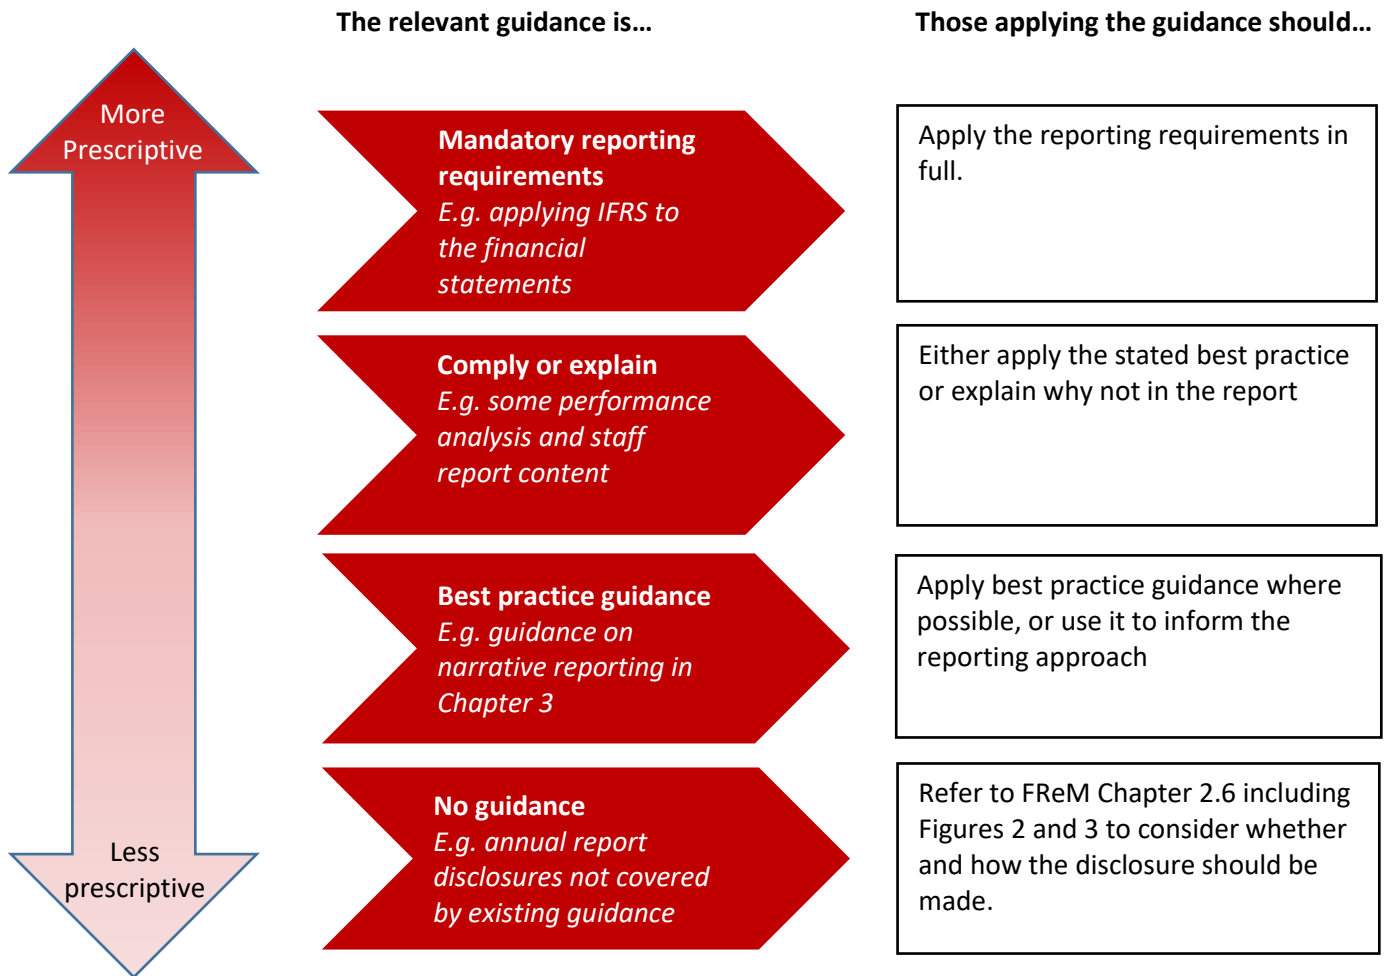 The relevant guidance is…
Those applying the guidance should…
More
Prescriptive
Mandatory reporting
requirements
E.g. applying IFRS to
the financial
statements
Apply the reporting requirements in
full.
Comply or explain
E.g. some performance
analysis and staff
report content
Either apply the stated best practice
or explain why not in the report
Best practice guidance
E.g. guidance on
narrative reporting in
Chapter 3
Apply best practice guidance where
possible, or use it to inform the
reporting approach
No guidance
E.g. annual report
disclosures not covered
by existing guidance
Refer to FReM Chapter 2.6 including
Figures 2 and 3 to consider whether
and how the disclosure should be
made.
Less
prescriptive